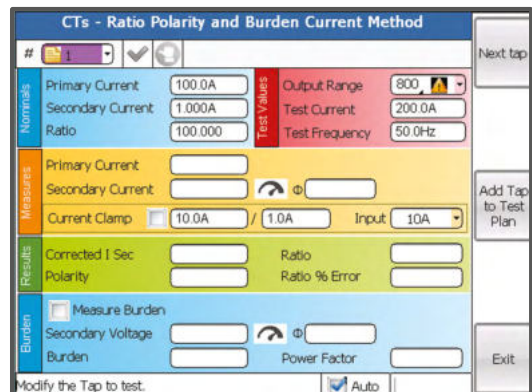 CTs - Ratio Polarity and Burden Current Method
# 1
Next tap
Nominals
Primary Current 100.0A
Secondary Current 1.000A
Ratio 100.000
Test Values
Output Range 800
Test Current 200.0A
Test Frequency 50.0Hz
Measures
Primary Current
Secondary Current Φ
Current Clamp 10.0A / 1.0A Input 10A
Add Tap
to Test
Plan
Results
Corrected I Sec Ratio
Polarity Ratio % Error
Burden
Measure Burden
Secondary Voltage Φ
Burden Power Factor
Exit
Modify the Tap to test. Auto